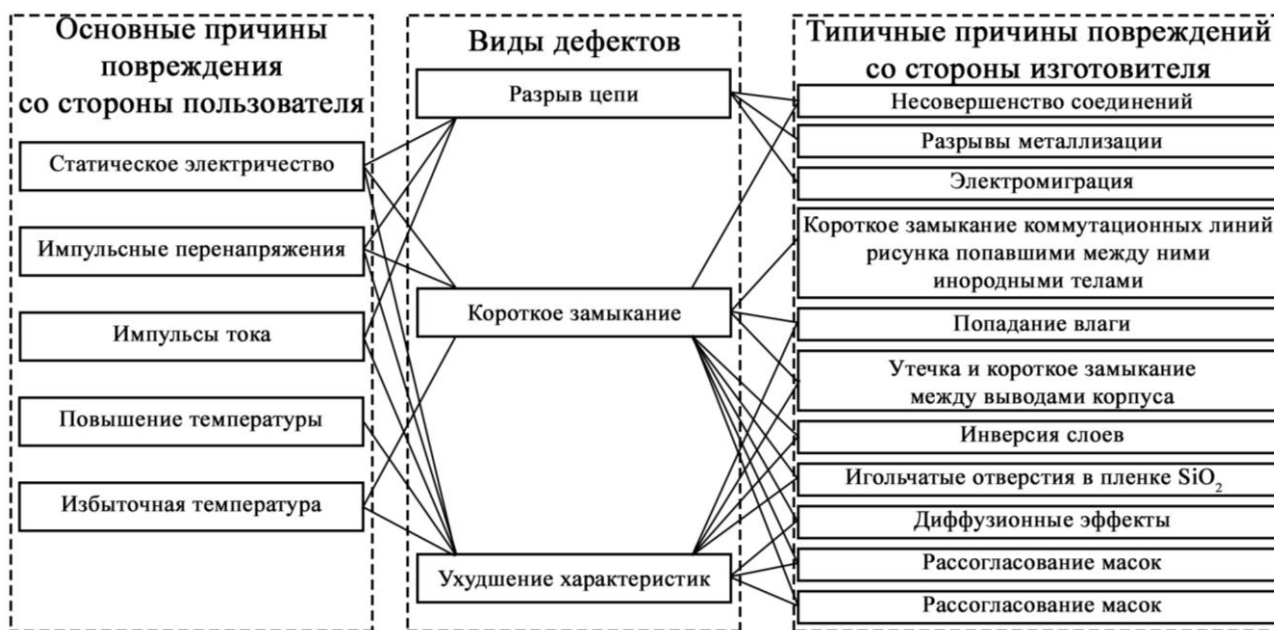 Основные причины
повреждения
со стороны пользователя
Статическое электричество
Импульсные перенапряжения
Импульсы тока
Повышение температуры
Избыточная температура
Виды дефектов
Разрыв цепи
Короткое замыкание
Ухудшение характеристик
Типичные причины повреждений
со стороны изготовителя
Несовершенство соединений
Разрывы металлизации
Электромиграция
Короткое замыкание коммутационных линий
рисунка попавшими между ними
инородными телами
Попадание влаги
Утечка и короткое замыкание
между выводами корпуса
Инверсия слоев
Игольчатые отверстия в пленке SiO₂
Диффузионные эффекты
Рассогласование масок
Рассогласование масок